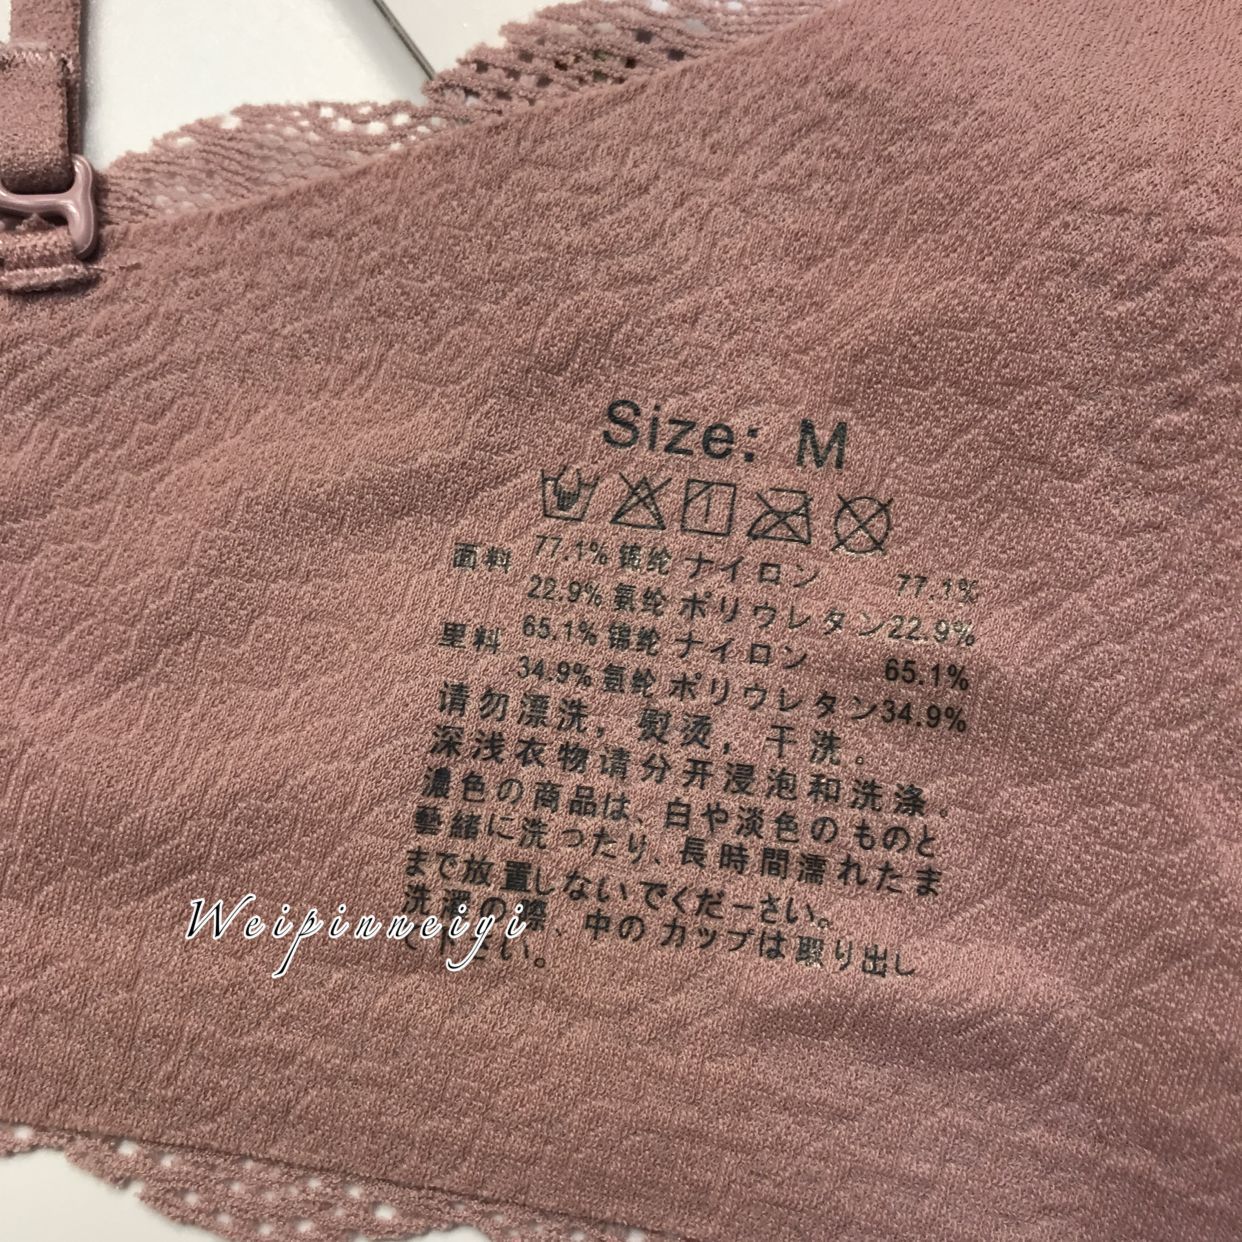 Size: M
面料 77.1% 锦纶 ナイロン 77.1%
22.9% 氨纶 ポリウレタン22.9%
里料 65.1% 锦纶 ナイロン 65.1%
34.9% 氨纶 ポリウレタン34.9%
请勿漂洗，熨烫，干洗。
深浅衣物请分开浸泡和洗涤。
濃色の商品は、白や淡色のものと
藝緒に洗ったり、長時間濡れたま
まで放置しないでくだーさい。
洗濯の際、中のカップは取り出し
て下さい。
Weipinneiyi